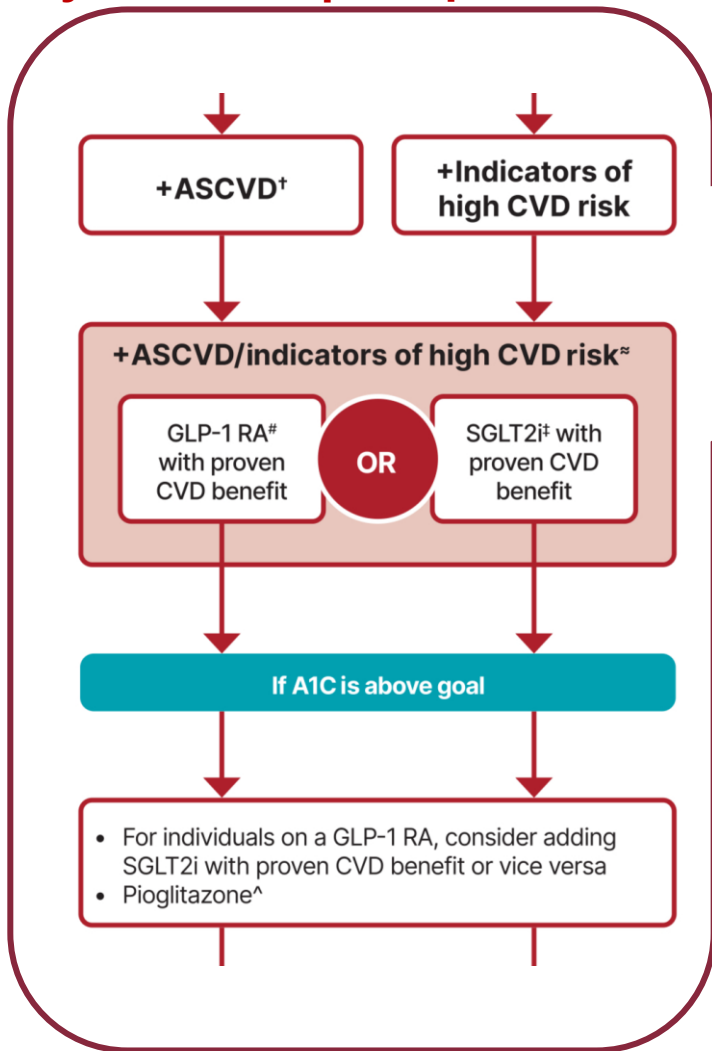 +ASCVD†
+Indicators of
high CVD risk
+ASCVD/indicators of high CVD risk≈
GLP-1 RA#
with proven
CVD benefit
OR
SGLT2i‡ with
proven CVD
benefit
If A1C is above goal
• For individuals on a GLP-1 RA, consider adding
SGLT2i with proven CVD benefit or vice versa
• Pioglitazone^